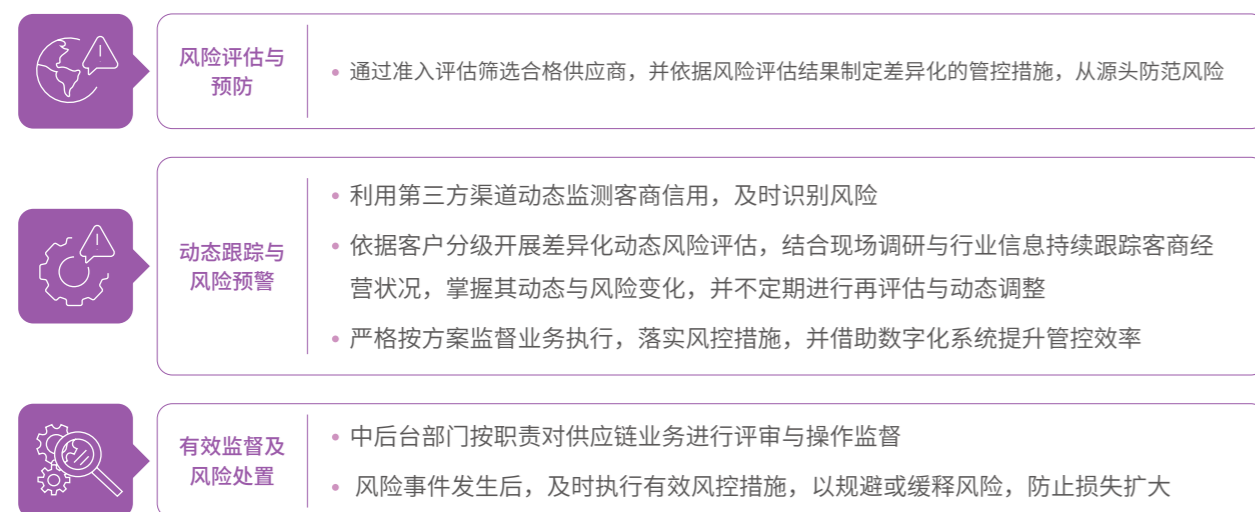 风险评估与
预防
• 通过准入评估筛选合格供应商，并依据风险评估结果制定差异化的管控措施，从源头防范风险
动态跟踪与
风险预警
• 利用第三方渠道动态监测客商信用，及时识别风险
• 依据客户分级开展差异化动态风险评估，结合现场调研与行业信息持续跟踪客商经
营状况，掌握其动态与风险变化，并不定期进行再评估与动态调整
• 严格按方案监督业务执行，落实风控措施，并借助数字化系统提升管控效率
有效监督及
风险处置
• 中后台部门按职责对供应链业务进行评审与操作监督
• 风险事件发生后，及时执行有效风控措施，以规避或缓释风险，防止损失扩大